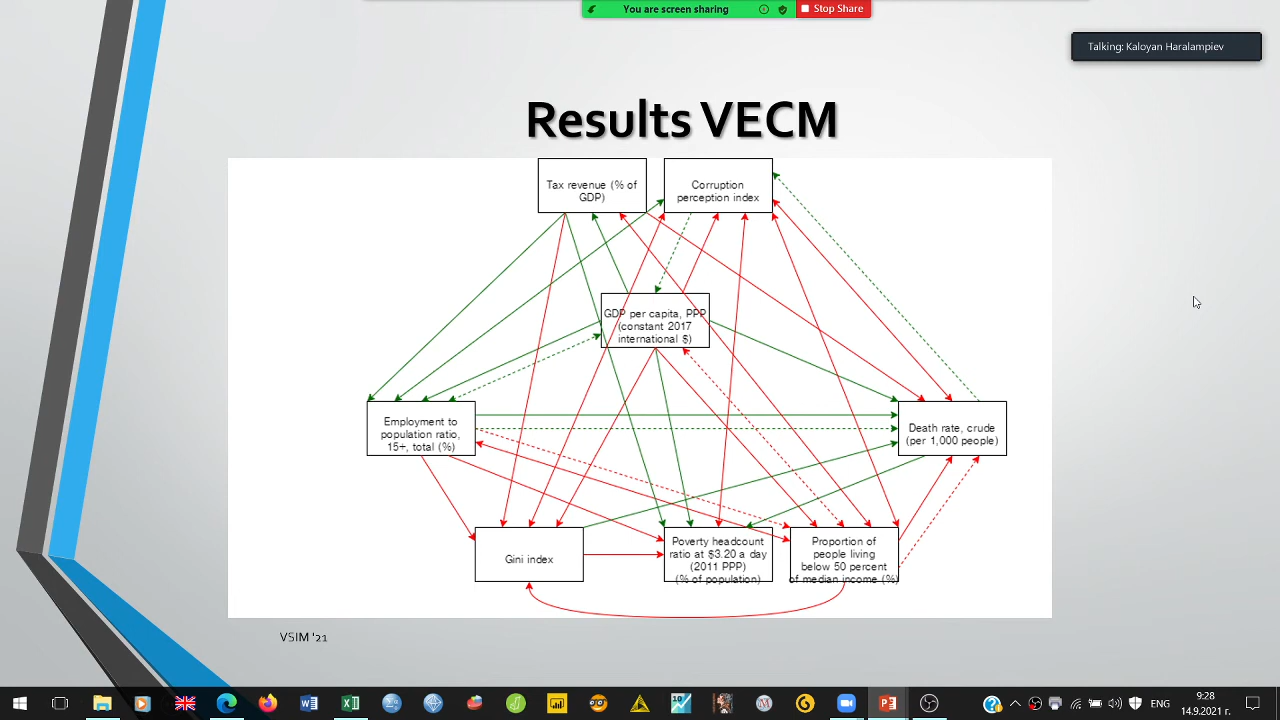 You are screen sharing
Stop Share
Talking: Kaloyan Haralampiev
Results VECM
Tax revenue (% of
GDP)
Corruption
perception index
GDP per capita, PPP
(constant 2017
international $)
Employment to
population ratio,
15+, total (%)
Death rate, crude
(per 1,000 people)
Gini index
Poverty headcount
ratio at $3.20 a day
(2011 PPP)
(% of population)
Proportion of
people living
below 50 percent
of median income (%)
VSIM '21
10
ENG
9:28
14.9.2021 г.